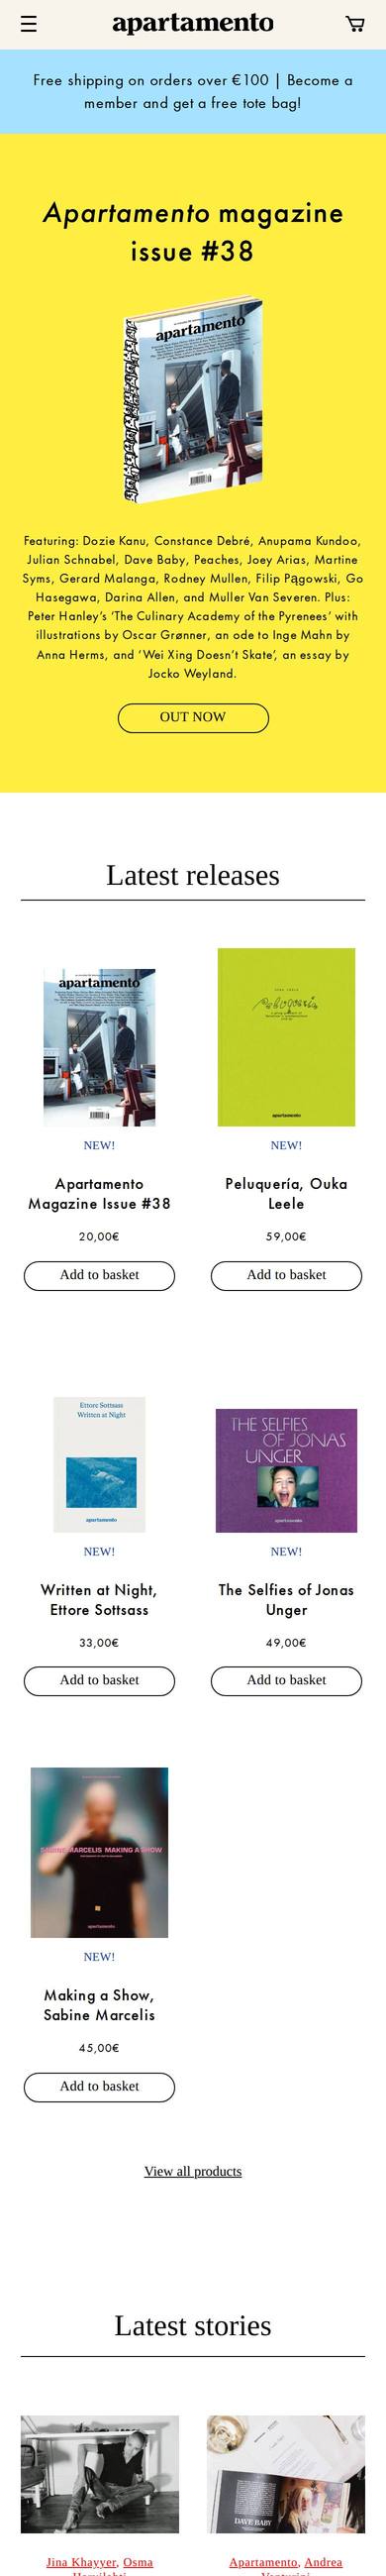 apartamento
Free shipping on orders over €100 | Become a
member and get a free tote bag!
Apartamento magazine
issue #38
apartamento
Featuring: Dozie Kanu, Constance Debré, Anupama Kundoo,
Julian Schnabel, Dave Baby, Peaches, Joey Arias, Martine
Syms, Gerard Malanga, Rodney Mullen, Filip Pągowski, Go
Hasegawa, Darina Allen, and Muller Van Severen. Plus:
Peter Hanley’s ‘The Culinary Academy of the Pyrenees’ with
illustrations by Oscar Grønner, an ode to Inge Mahn by
Anna Herms, and ‘Wei Xing Doesn’t Skate’, an essay by
Jocko Weyland.
OUT NOW
Latest releases
apartamento
NEW!
Apartamento
Magazine Issue #38
20,00€
Add to basket
Peluquería
apartamento
NEW!
Peluquería, Ouka
Leele
59,00€
Add to basket
Ettore Sottsass
Written at Night
apartamento
NEW!
Written at Night,
Ettore Sottsass
33,00€
Add to basket
THE SELFIES
OF JONAS
UNGER
apartamento
NEW!
The Selfies of Jonas
Unger
49,00€
Add to basket
SABINE MARCELIS MAKING A SHOW
apartamento
NEW!
Making a Show,
Sabine Marcelis
45,00€
Add to basket
View all products
Latest stories
DAVE BABY
Jina Khayyer, Osma
Apartamento, Andrea